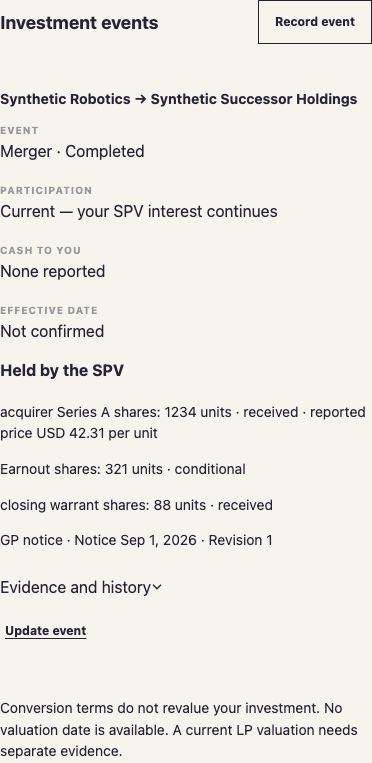 Investment events
Record event
Synthetic Robotics → Synthetic Successor Holdings
EVENT
Merger · Completed
PARTICIPATION
Current — your SPV interest continues
CASH TO YOU
None reported
EFFECTIVE DATE
Not confirmed
Held by the SPV
acquirer Series A shares: 1234 units · received · reported
price USD 42.31 per unit
Earnout shares: 321 units · conditional
closing warrant shares: 88 units · received
GP notice · Notice Sep 1, 2026 · Revision 1
Evidence and history
Update event
Conversion terms do not revalue your investment. No
valuation date is available. A current LP valuation needs
separate evidence.